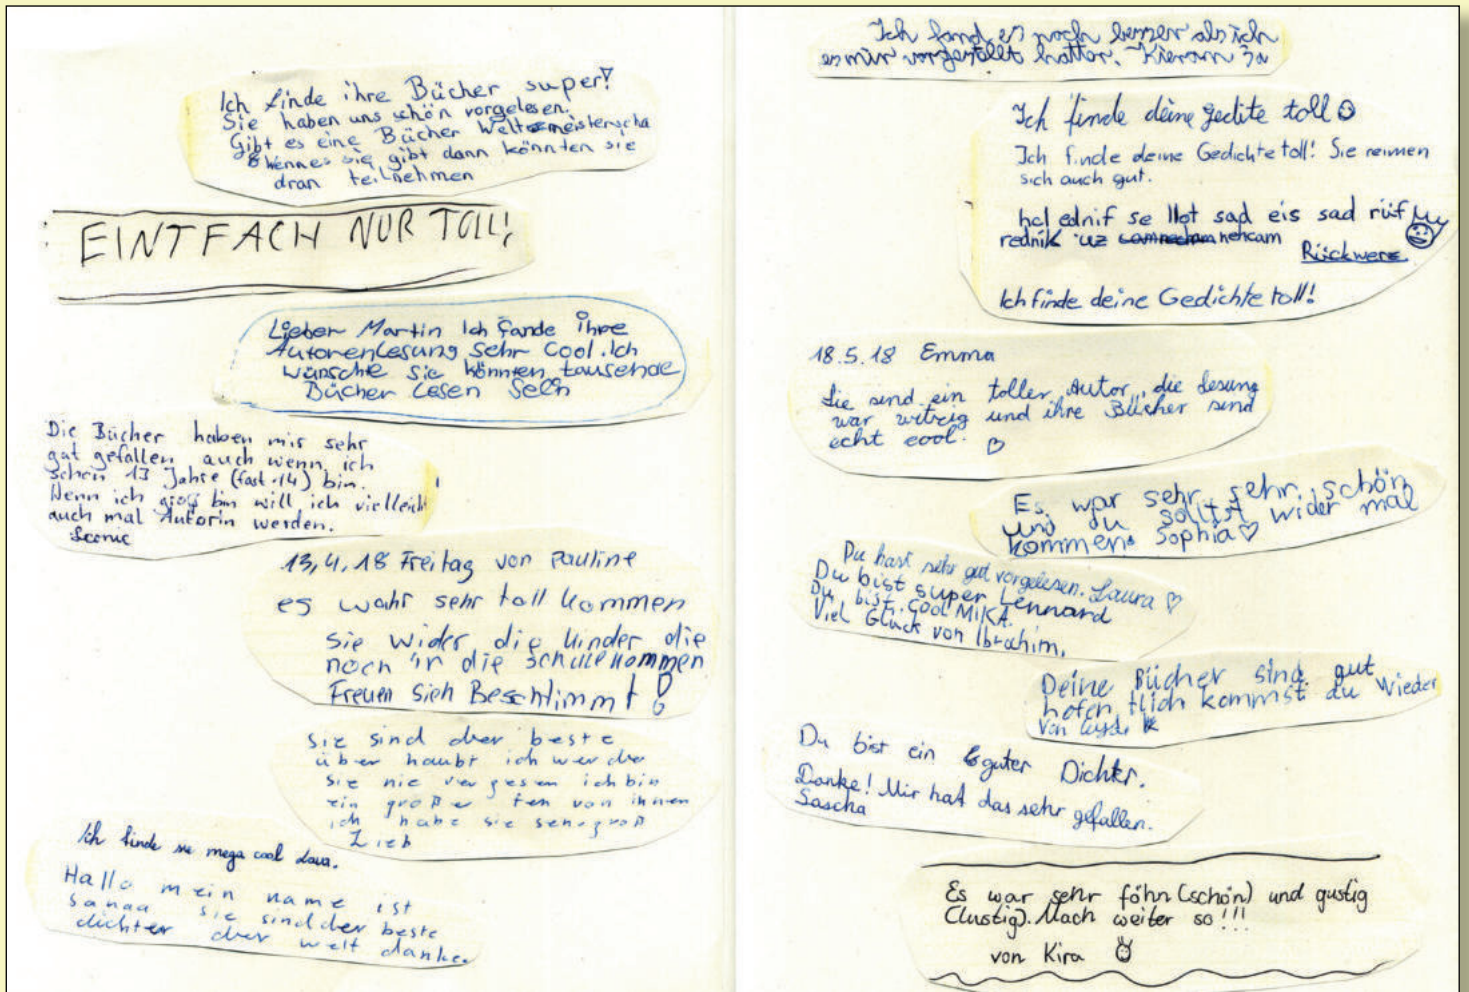 Ich finde ihre Bücher super!
Sie haben uns schön vorgelesen.
Gibt es eine Bücher Weltmeisterscha
wenn es sie gibt dann könnten sie
dran teilnehmen
EINTFACH NUR TOLL!
Lieber Martin Ich fande ihre
Autorenlesung sehr cool. Ich
wünschte sie könnten tausende
Bücher lesen
Die Bücher haben mir sehr
gut gefallen auch wenn ich
schon 13 Jahre (fast 14) bin.
Wenn ich groß bin will ich vielleich
auch mal Autorin werden.
13,4,18 Freitag von Pauline
es wahr sehr toll kommen
sie wider die kinder die
noch in die schule kommen
Freuen sich Beschtimmt!
sie sind der beste
über haubt ich werde
sie nie vergesen ich bin
ein großer fen von ihnen
ich habe sie sehr groß
Lieb
Ich finde sie mega cool
Hallo mein name ist
sanaa sie sind der beste
dichter der welt danke.
Ich fand es noch besser als ich
es mir vorgestellt hatte. Kieran 3a
Ich finde deine gedite toll
Ich finde deine Gedichte toll! Sie reimen
sich auch gut.
hci ednif se llot sad eis sad rüf
rednik uz nehcam
Rückwerz
Ich finde deine Gedichte toll!
18.5.18 Emma
Sie sind ein toller Autor, die Lesung
war witzig und ihre Bücher sind
echt cool. ♡
Es war sehr, sehr schön
und du solltst wider mal
kommen. Sophia ♡
Du hast sehr gut vorgelesen. Laura ♡
Du bist super Lennard
Du bist cool MIKA.
Viel Glück von Ibrahim.
Deine Bücher sind gut
hofentlich kommst du wieder
von
Du bist ein guter Dichter.
Danke! Mir hat das sehr gefallen.
Sascha
Es war sehr föhn (schön) und gustig
(lustig). Mach weiter so!!!
von Kira